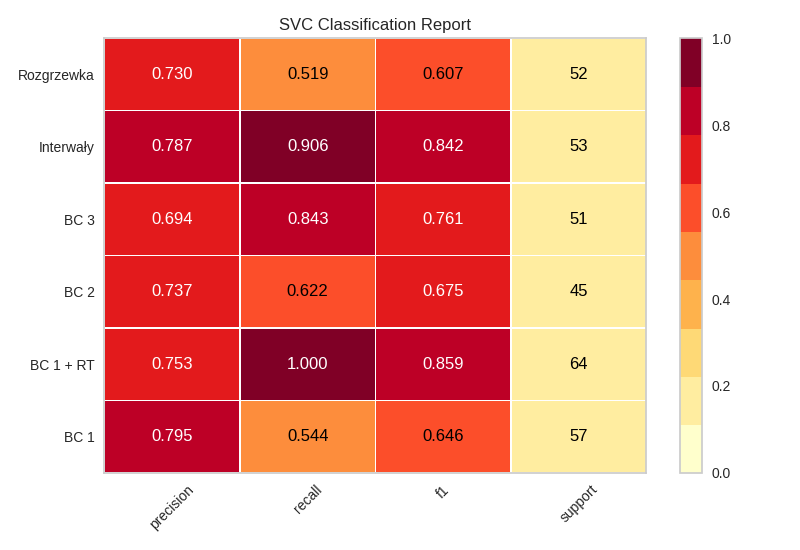 SVC Classification Report
Rozgrzewka 0.730 0.519 0.607 52
Interwały 0.787 0.906 0.842 53
BC 3 0.694 0.843 0.761 51
BC 2 0.737 0.622 0.675 45
BC 1 + RT 0.753 1.000 0.859 64
BC 1 0.795 0.544 0.646 57
precision recall f1 support
1.0
0.8
0.6
0.4
0.2
0.0